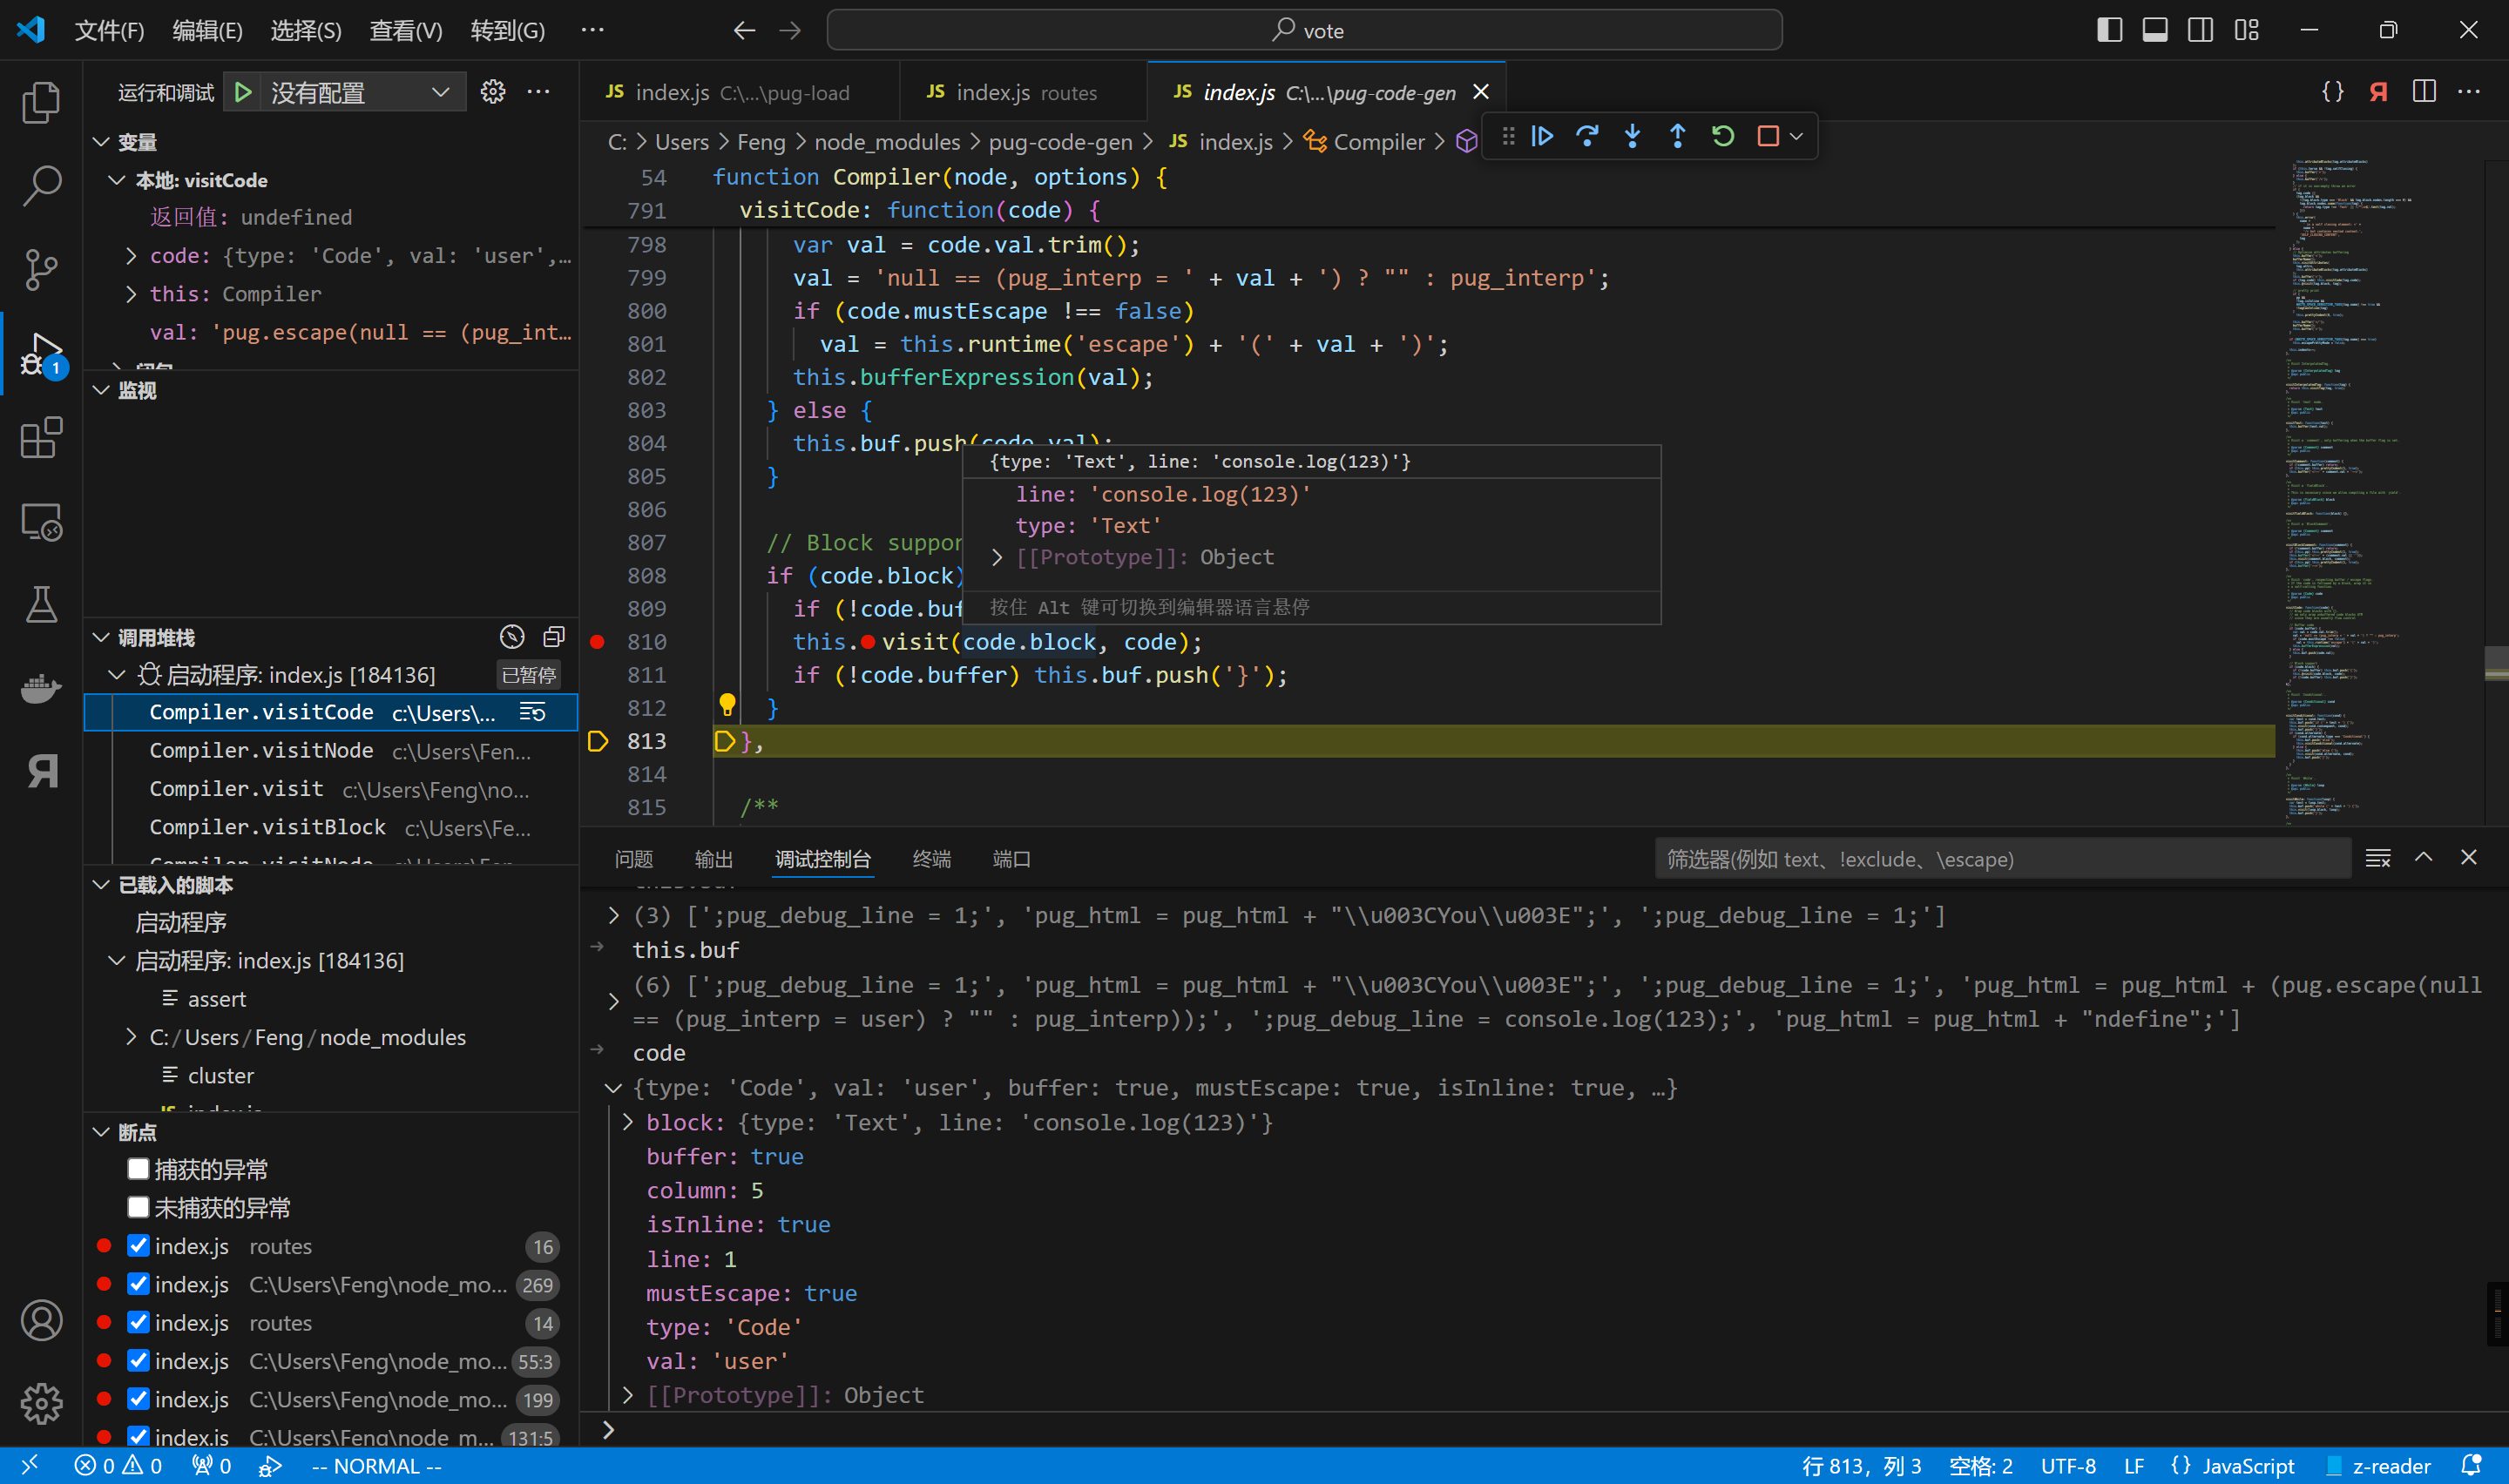 文件(F) 编辑(E) 选择(S) 查看(V) 转到(G) ··· vote
运行和调试 没有配置
变量
本地: visitCode
返回值: undefined
code: {type: 'Code', val: 'user',…
this: Compiler
val: 'pug.escape(null == (pug_int…
监视
调用堆栈
启动程序: index.js [184136] 已暂停
Compiler.visitCode c:\Users\...
Compiler.visitNode c:\Users\Fen...
Compiler.visit c:\Users\Feng\no...
Compiler.visitBlock c:\Users\Fe...
已载入的脚本
启动程序
启动程序: index.js [184136]
assert
C:/Users/Feng/node_modules
cluster
断点
捕获的异常
未捕获的异常
index.js routes 16
index.js C:\Users\Feng\node_mo... 269
index.js routes 14
index.js C:\Users\Feng\node_mo... 55:3
index.js C:\Users\Feng\node_mo... 199
index.js C:\Users\Feng\node_m... 131:5
JS index.js C:\...\pug-load JS index.js routes JS index.js C:\...\pug-code-gen
C: > Users > Feng > node_modules > pug-code-gen > JS index.js > Compiler >
54 function Compiler(node, options) {
791 visitCode: function(code) {
798 var val = code.val.trim();
799 val = 'null == (pug_interp = ' + val + ') ? "" : pug_interp';
800 if (code.mustEscape !== false)
801 val = this.runtime('escape') + '(' + val + ')';
802 this.bufferExpression(val);
803 } else {
804 this.buf.push(code.val);
805 }
806
807 // Block suppor
808 if (code.block)
809 if (!code.buf
810 this.visit(code.block, code);
811 if (!code.buffer) this.buf.push('}');
812 }
813 },
814
815 /**
{type: 'Text', line: 'console.log(123)'}
line: 'console.log(123)'
type: 'Text'
[[Prototype]]: Object
按住 Alt 键可切换到编辑器语言悬停
问题 输出 调试控制台 终端 端口 筛选器(例如 text、!exclude、\escape)
(3) [';pug_debug_line = 1;', 'pug_html = pug_html + "\\u003CYou\\u003E";', ';pug_debug_line = 1;']
this.buf
(6) [';pug_debug_line = 1;', 'pug_html = pug_html + "\\u003CYou\\u003E";', ';pug_debug_line = 1;', 'pug_html = pug_html + (pug.escape(null
== (pug_interp = user) ? "" : pug_interp));', ';pug_debug_line = console.log(123);', 'pug_html = pug_html + "ndefine";']
code
{type: 'Code', val: 'user', buffer: true, mustEscape: true, isInline: true, …}
block: {type: 'Text', line: 'console.log(123)'}
buffer: true
column: 5
isInline: true
line: 1
mustEscape: true
type: 'Code'
val: 'user'
[[Prototype]]: Object
0 0 0 -- NORMAL -- 行 813，列 3 空格: 2 UTF-8 LF {} JavaScript z-reader